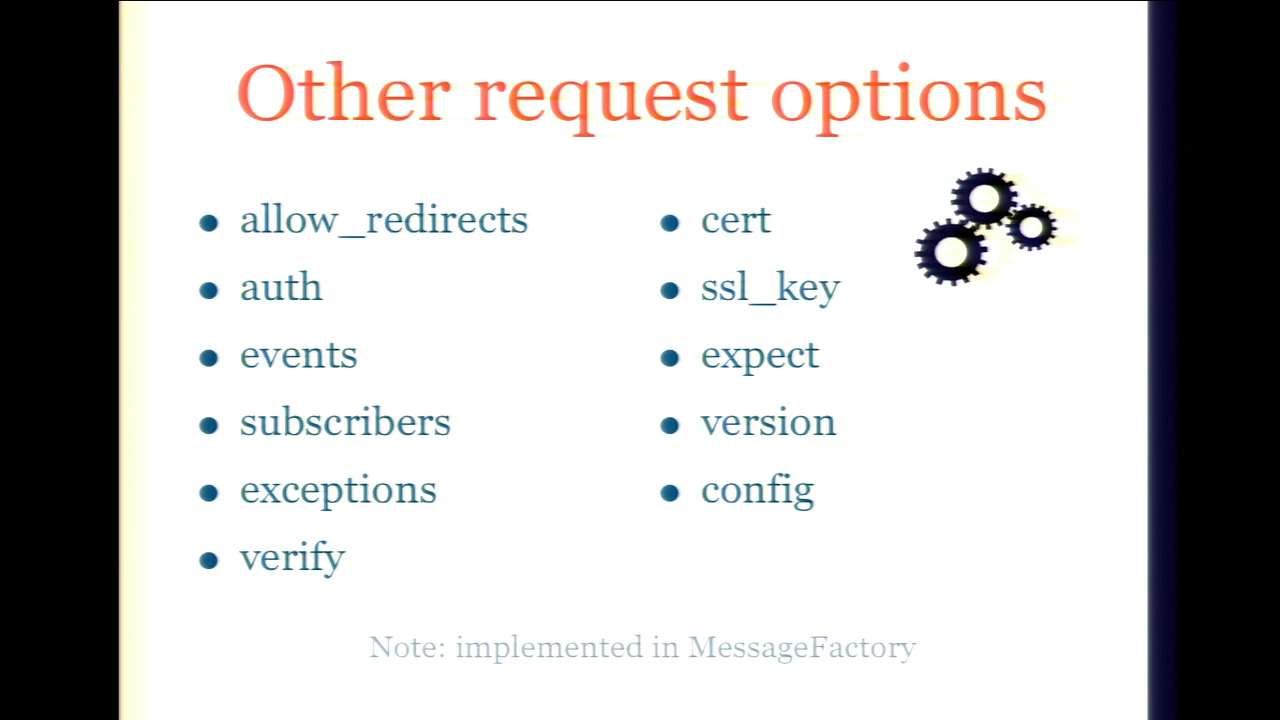 Other request options
allow_redirects
auth
events
subscribers
exceptions
verify
cert
ssl_key
expect
version
config
Note: implemented in MessageFactory